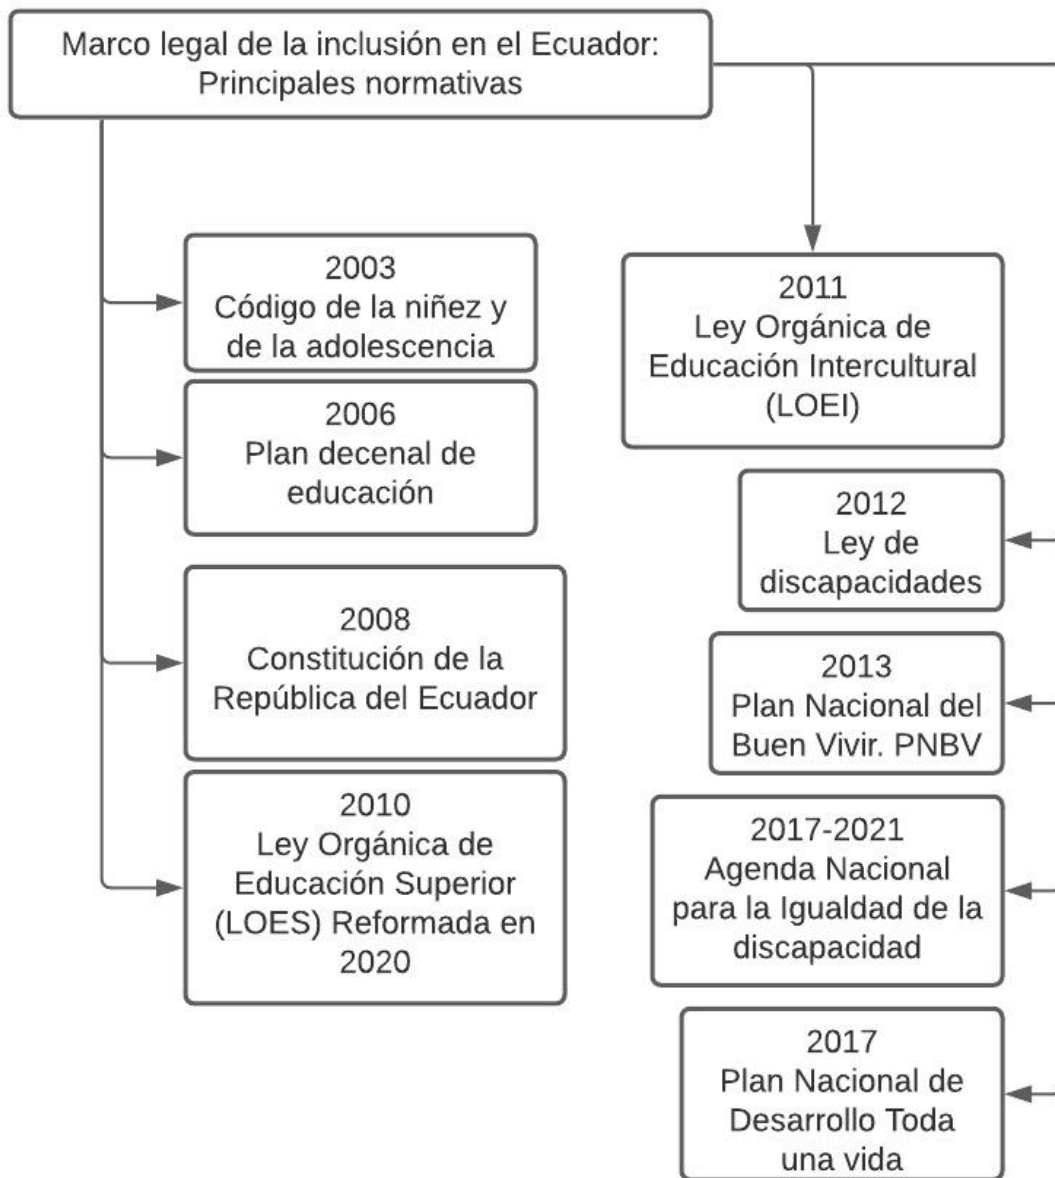 Marco legal de la inclusión en el Ecuador:
Principales normativas
2003
Código de la niñez y
de la adolescencia
2006
Plan decenal de
educación
2008
Constitución de la
República del Ecuador
2010
Ley Orgánica de
Educación Superior
(LOES) Reformada en
2020
2011
Ley Orgánica de
Educación Intercultural
(LOEI)
2012
Ley de
discapacidades
2013
Plan Nacional del
Buen Vivir. PNBV
2017-2021
Agenda Nacional
para la Igualdad de la
discapacidad
2017
Plan Nacional de
Desarrollo Toda
una vida